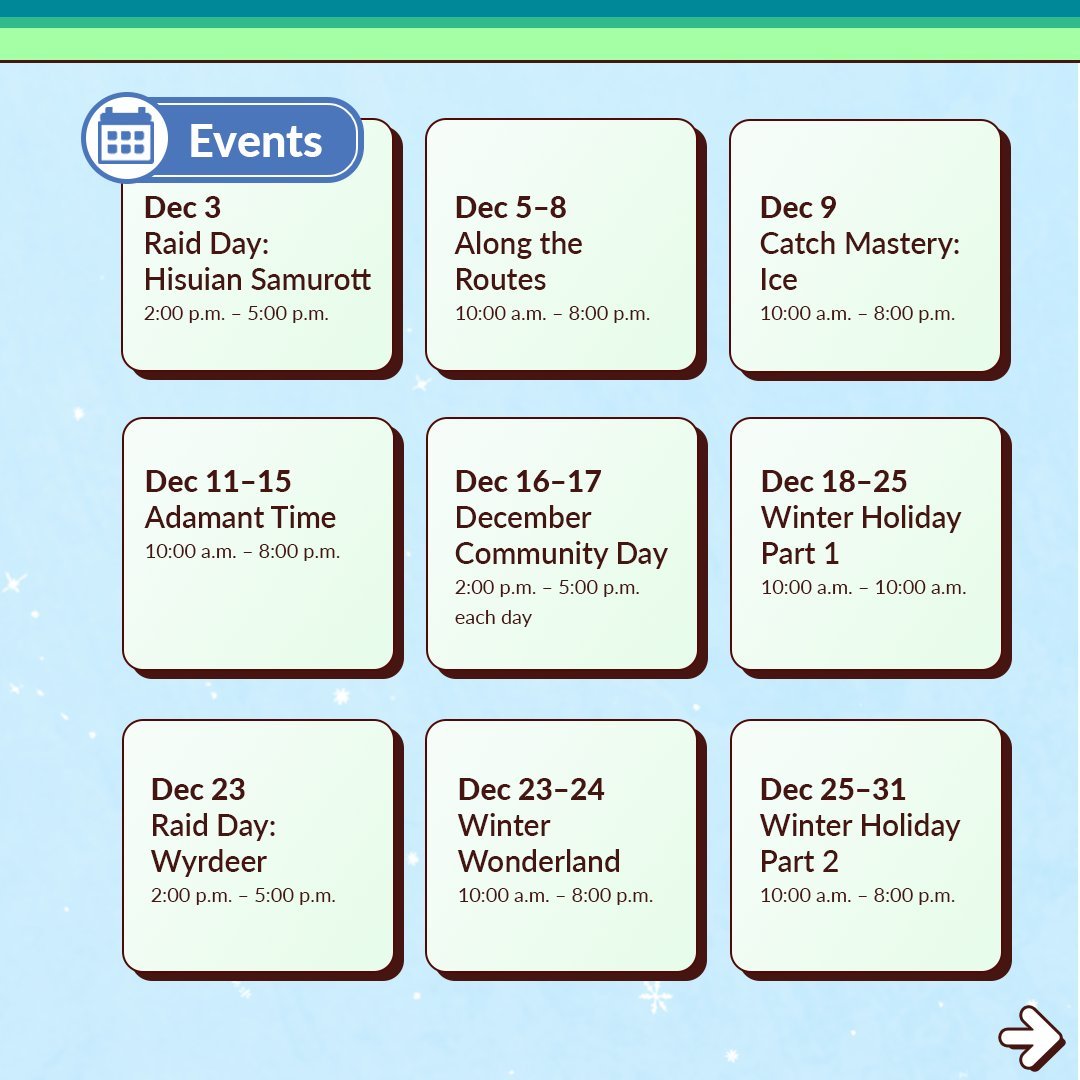 Events
Dec 3
Raid Day:
Hisuian Samurott
2:00 p.m. – 5:00 p.m.
Dec 5–8
Along the
Routes
10:00 a.m. – 8:00 p.m.
Dec 9
Catch Mastery:
Ice
10:00 a.m. – 8:00 p.m.
Dec 11–15
Adamant Time
10:00 a.m. – 8:00 p.m.
Dec 16–17
December
Community Day
2:00 p.m. – 5:00 p.m.
each day
Dec 18–25
Winter Holiday
Part 1
10:00 a.m. – 10:00 a.m.
Dec 23
Raid Day:
Wyrdeer
2:00 p.m. – 5:00 p.m.
Dec 23–24
Winter
Wonderland
10:00 a.m. – 8:00 p.m.
Dec 25–31
Winter Holiday
Part 2
10:00 a.m. – 8:00 p.m.